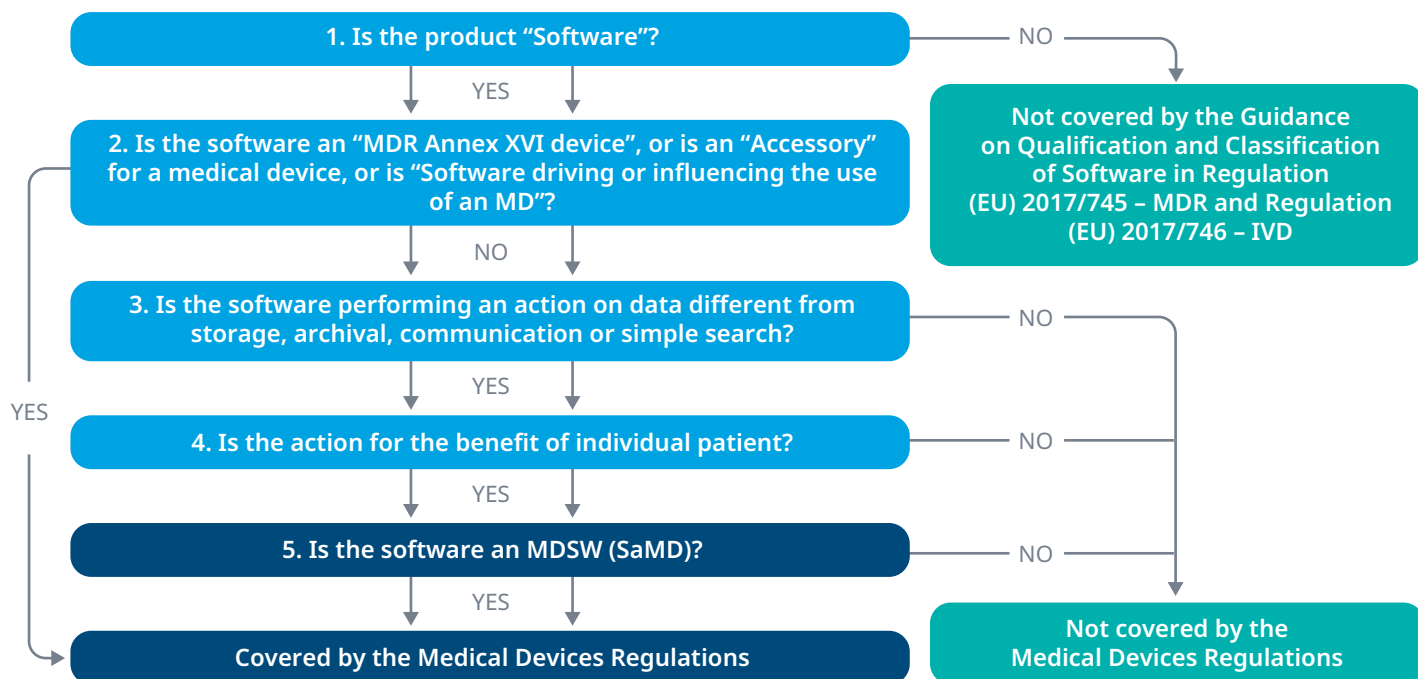 1. Is the product “Software”?
NO
YES
Not covered by the Guidance
on Qualification and Classification
of Software in Regulation
(EU) 2017/745 – MDR and Regulation
(EU) 2017/746 – IVD
2. Is the software an “MDR Annex XVI device”, or is an “Accessory”
for a medical device, or is “Software driving or influencing the use
of an MD”?
NO
3. Is the software performing an action on data different from
storage, archival, communication or simple search?
NO
YES
YES
4. Is the action for the benefit of individual patient?
NO
YES
5. Is the software an MDSW (SaMD)?
NO
YES
Covered by the Medical Devices Regulations
Not covered by the
Medical Devices Regulations